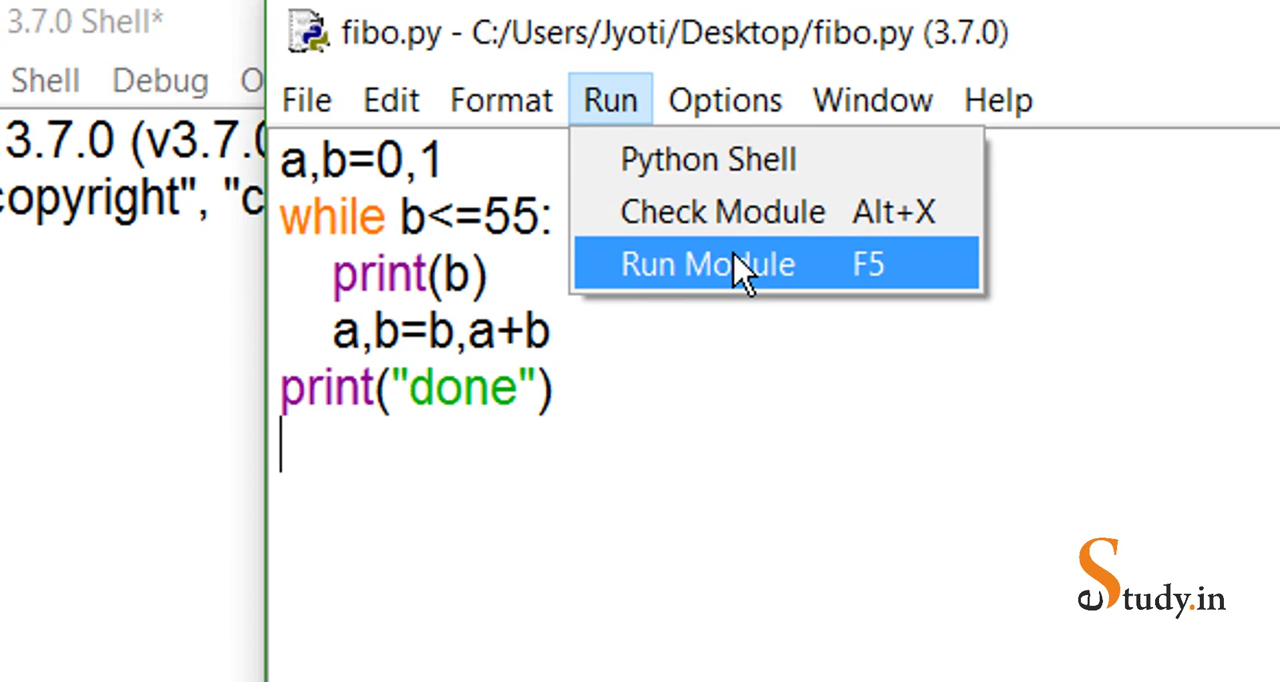 3.7.0 Shell*
Shell Debug O
3.7.0 (v3.7.0
copyright", "c
fibo.py - C:/Users/Jyoti/Desktop/fibo.py (3.7.0)
File Edit Format Run Options Window Help
Python Shell
Check Module Alt+X
Run Module F5
a,b=0,1
while b<=55:
    print(b)
    a,b=b,a+b
print("done")
eStudy.in